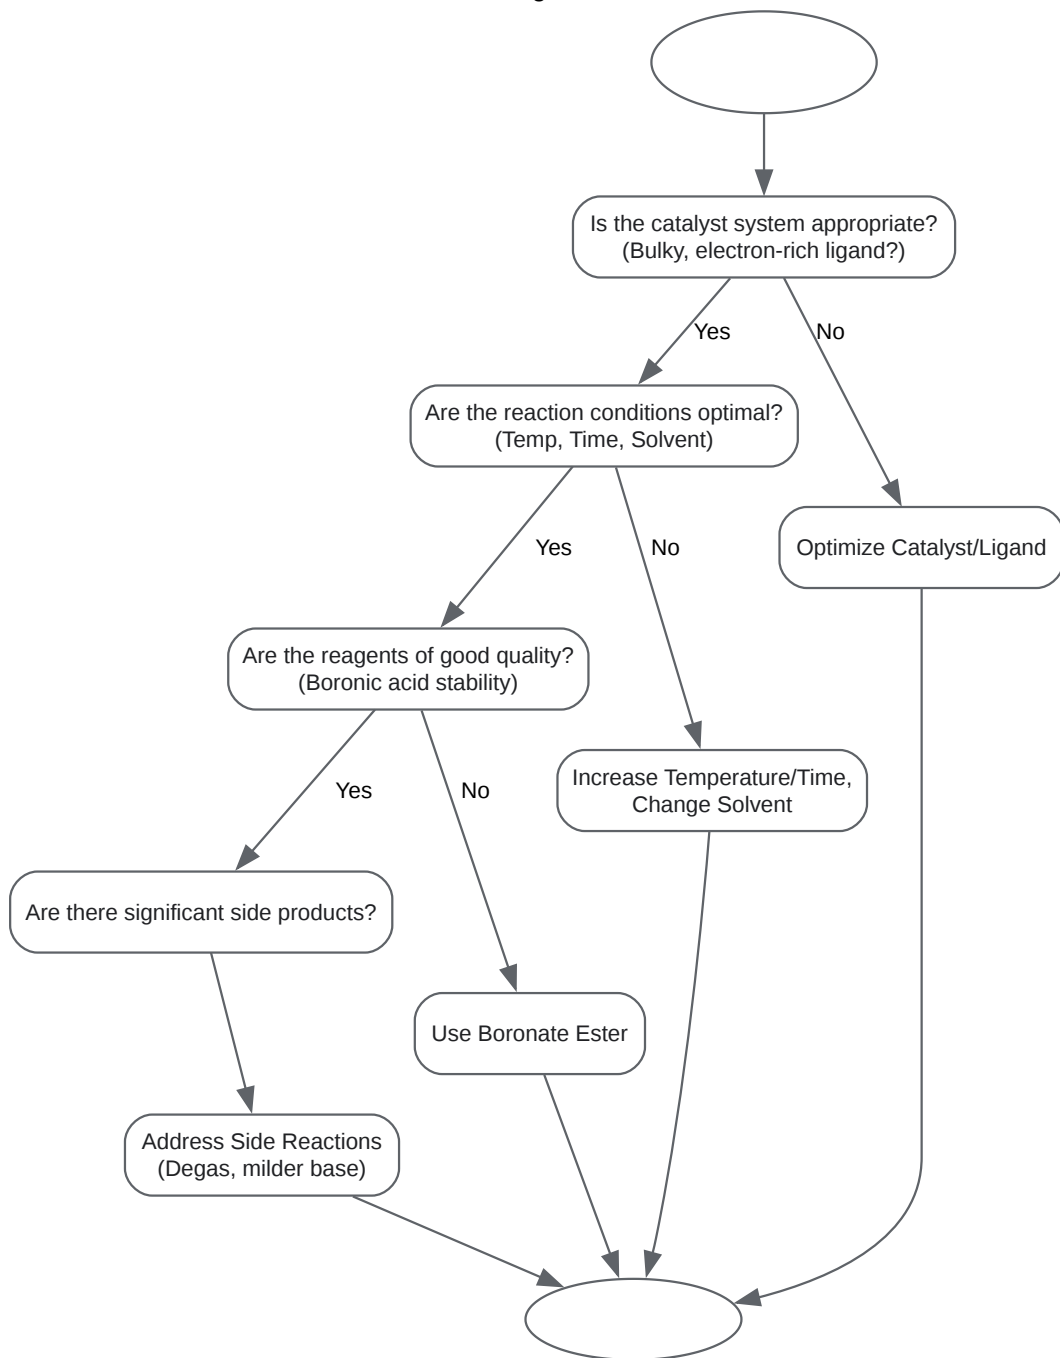 Is the catalyst system appropriate?
(Bulky, electron-rich ligand?)
Yes
No
Are the reaction conditions optimal?
(Temp, Time, Solvent)
Yes
No
Optimize Catalyst/Ligand
Are the reagents of good quality?
(Boronic acid stability)
Yes
No
Increase Temperature/Time,
Change Solvent
Are there significant side products?
Use Boronate Ester
Address Side Reactions
(Degas, milder base)